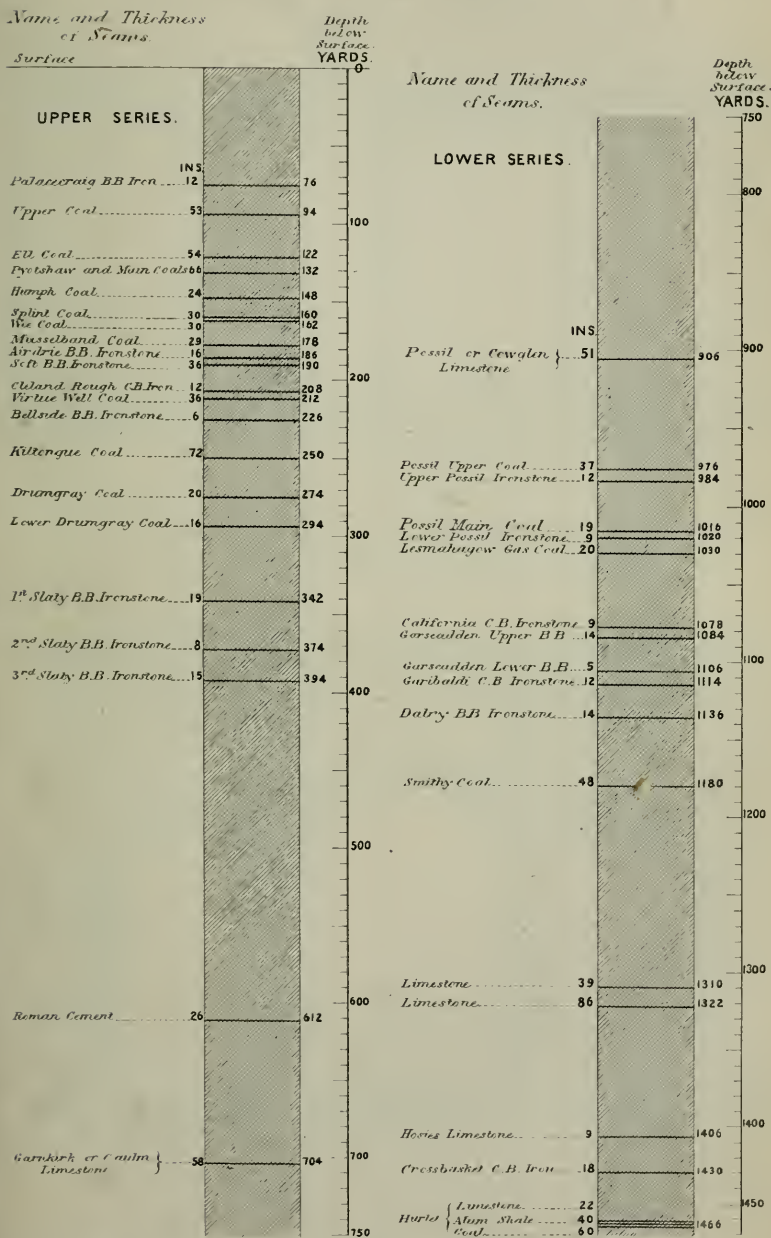 Name and Thickness
of Seams.
Surface
Depth
below
Surface.
YARDS.
0
UPPER SERIES.
INS.
Palacecraig B.B Iron 12 76
Upper Coal 53 94
100
Ell Coal 54 122
Pyotshaw and Main Coals 66 132
Humph Coal 24 148
Splint Coal 30 160
Wee Coal 30 162
Musselband Coal 29 178
Airdrie B.B. Ironstone 16 186
Soft B.B. Ironstone 36 190
200
Cleland Rough C.B Iron 12 208
Virtue Well Coal 36 212
Bellside B.B. Ironstone 6 226
Kiltongue Coal 72 250
Drumgray Coal 20 274
Lower Drumgray Coal 16 294
300
1st Slaty B.B. Ironstone 19 342
2nd Slaty B.B. Ironstone 8 374
3rd Slaty B.B. Ironstone 15 394
400
500
600
Roman Cement 26 612
700
Garnkirk or Caulm
Limestone } 58 704
750
Name and Thickness
of Seams.
Depth
below
Surface.
YARDS.
750
LOWER SERIES.
800
INS.
900
Possil or Cowglen
Limestone } 51 906
Possil Upper Coal 37 976
Upper Possil Ironstone 12 984
1000
Possil Main Coal 19 1016
Lower Possil Ironstone 9 1020
Lesmahagow Gas Coal 20 1030
California C.B. Ironstone 9 1078
Garscadden Upper B B 14 1084
1100
Garscadden Lower B.B. 5 1106
Garibaldi C.B Ironstone 12 1114
Dalry B.B Ironstone 14 1136
Smithy Coal 48 1180
1200
1300
Limestone 39 1310
Limestone 86 1322
1400
Hosies Limestone 9 1406
Crossbasket C.B. Iron 18 1430
1450
Hurlet { Limestone 22
Alum Shale 40 1466
Coal 60